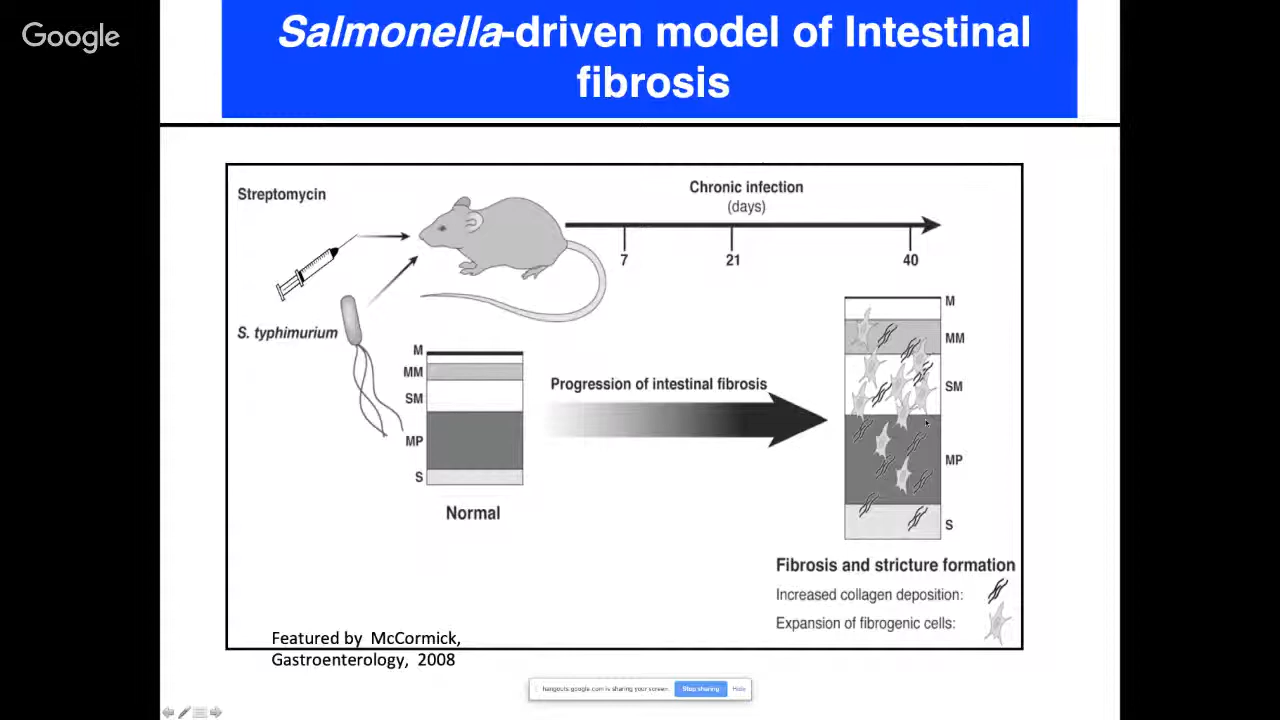 Google
Salmonella-driven model of Intestinal
fibrosis
Streptomycin
Chronic infection
(days)
7
21
40
S. typhimurium
M
MM
SM
MP
S
Normal
Progression of intestinal fibrosis
M
MM
SM
MP
S
Fibrosis and stricture formation
Increased collagen deposition:
Expansion of fibrogenic cells:
Featured by McCormick,
Gastroenterology, 2008
hangouts.google.com is sharing your screen.
Stop sharing
Hide